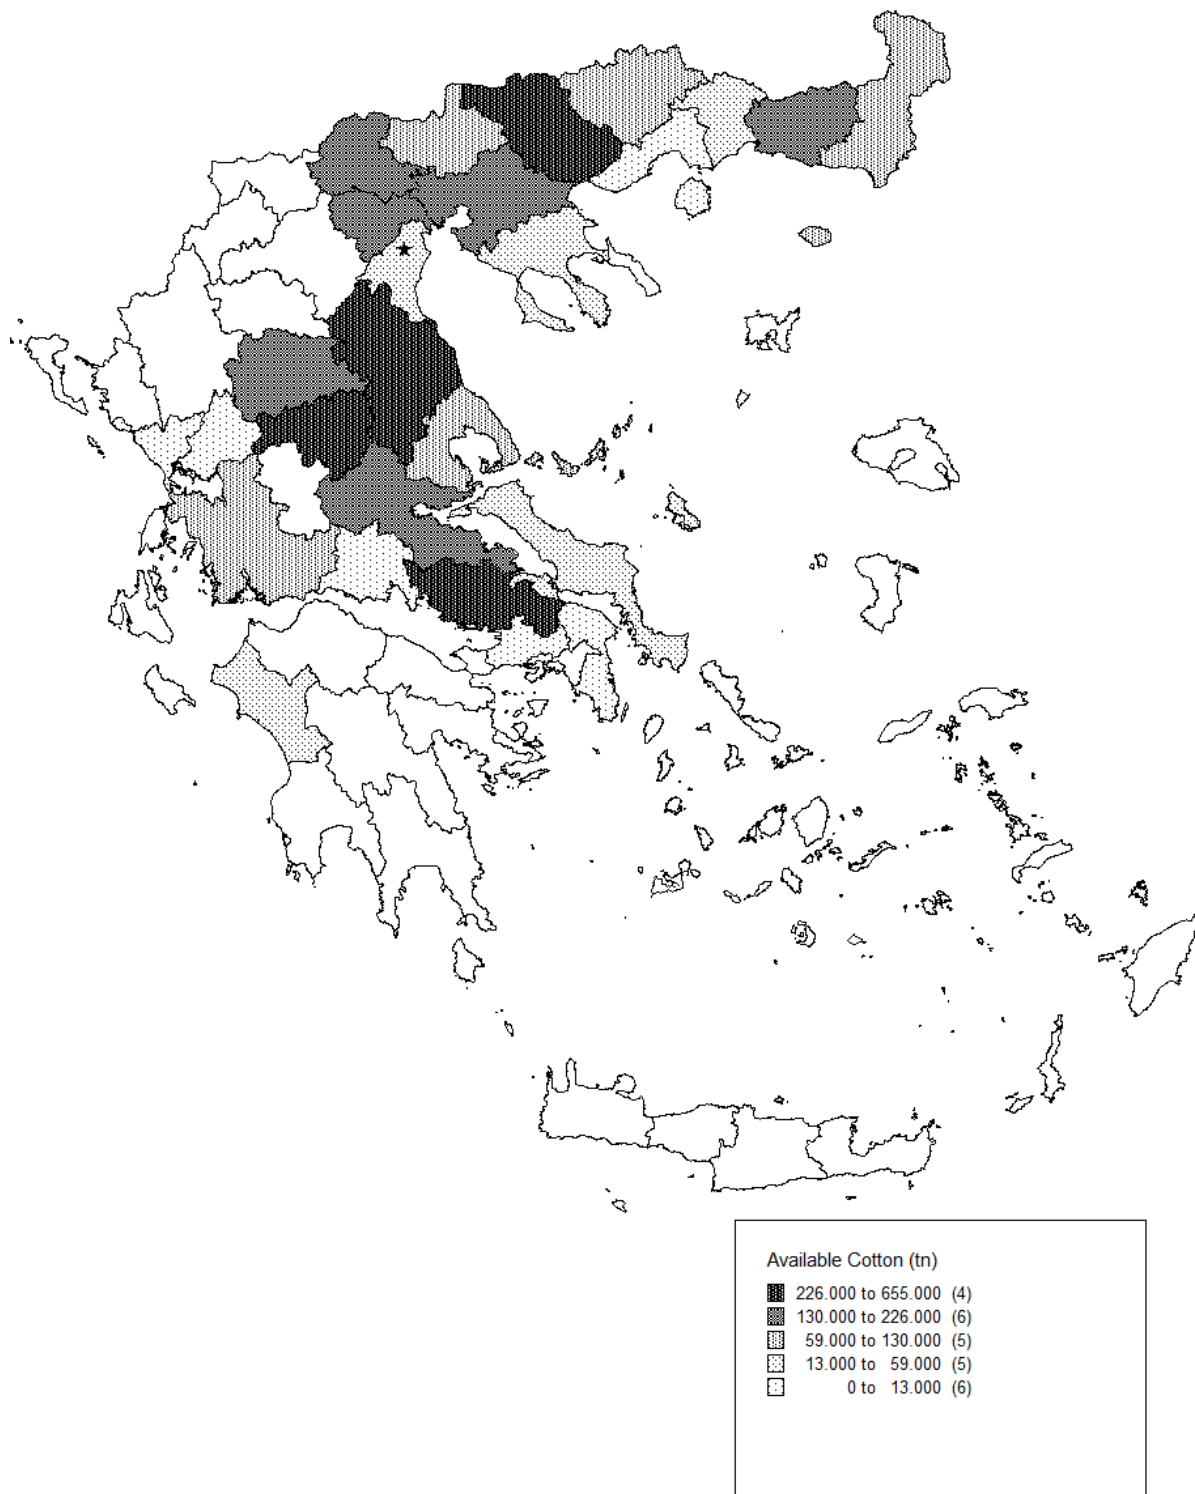 Available Cotton (tn)
226.000 to 655.000 (4)
130.000 to 226.000 (6)
59.000 to 130.000 (5)
13.000 to 59.000 (5)
0 to 13.000 (6)